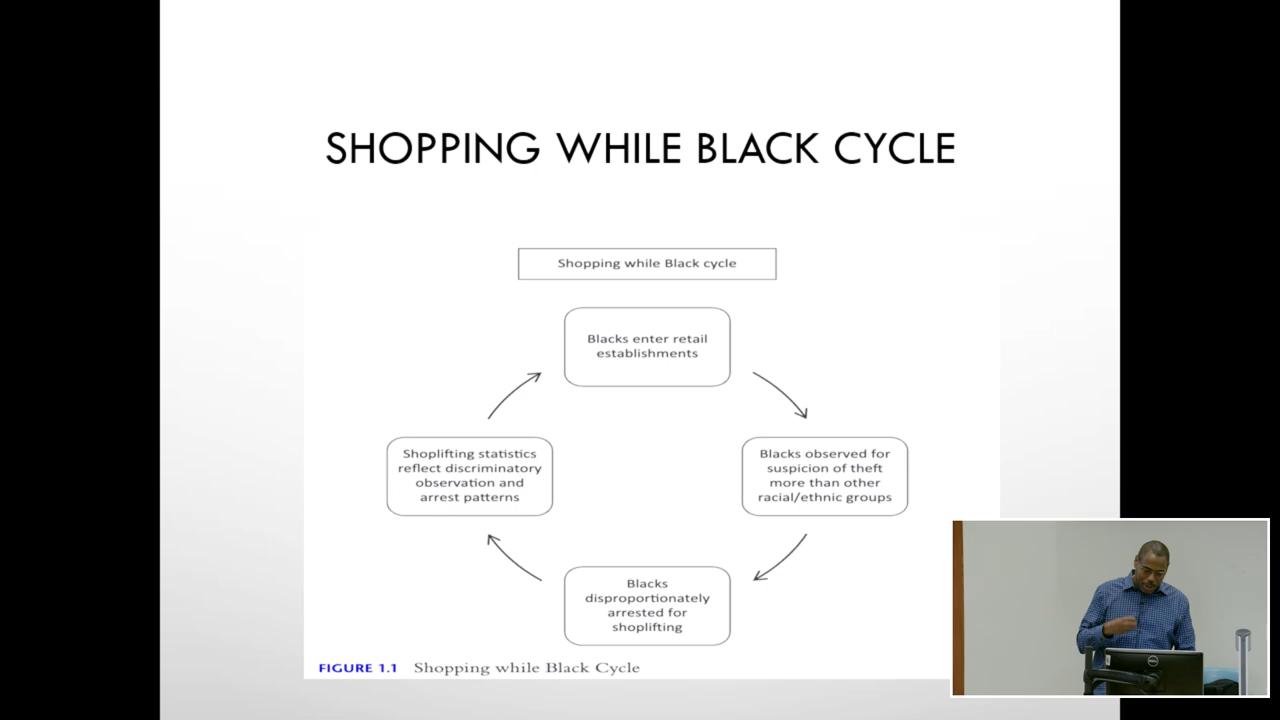 SHOPPING WHILE BLACK CYCLE
Shopping while Black cycle
Blacks enter retail
establishments
Blacks observed for
suspicion of theft
more than other
racial/ethnic groups
Blacks
disproportionately
arrested for
shoplifting
Shoplifting statistics
reflect discriminatory
observation and
arrest patterns
FIGURE 1.1 Shopping while Black Cycle
DELL